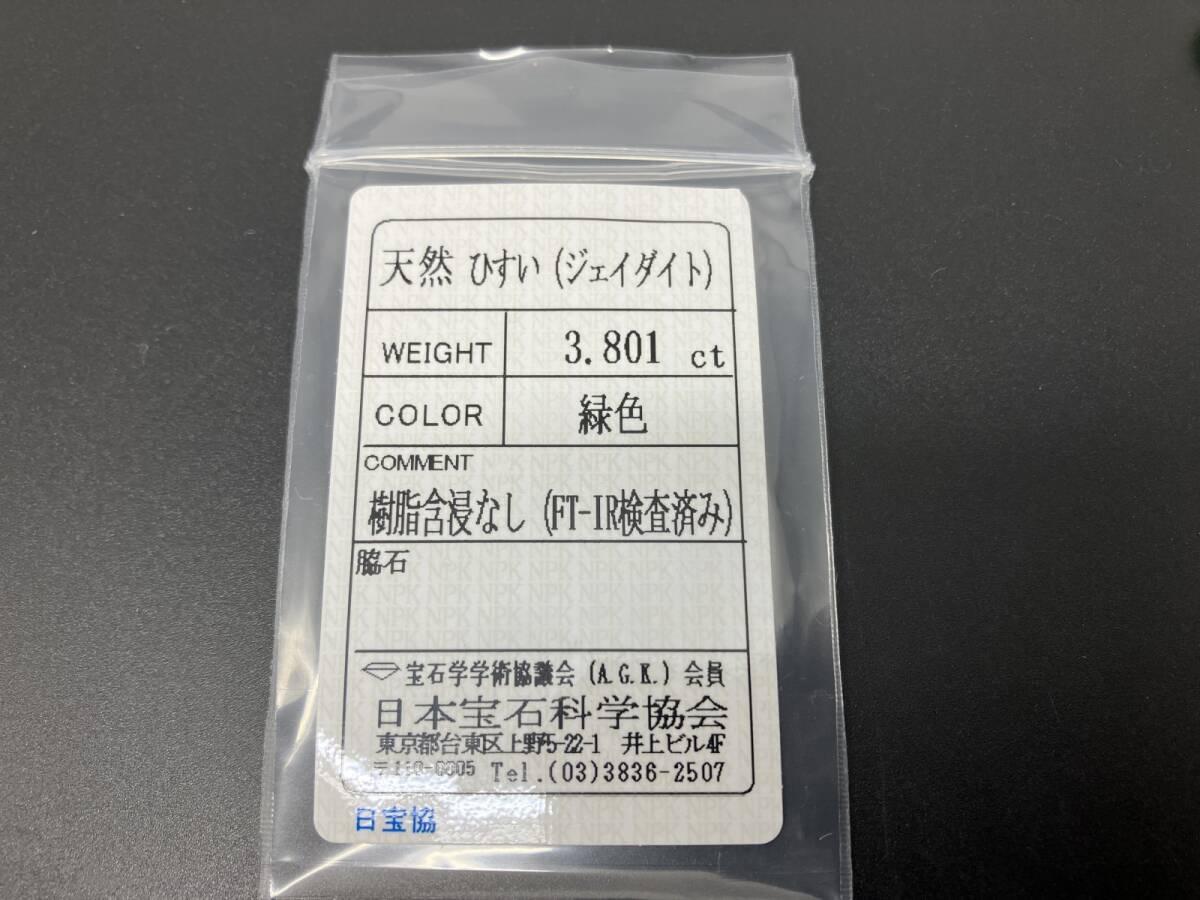 天然 ひすい (ジェイダイト)
WEIGHT 3.801 ct
COLOR 緑色
COMMENT
樹脂含浸なし (FT-IR検査済み)
脇石
宝石学学術協議会 (A.G.K.) 会員
日本宝石科学協会
東京都台東区上野5-22-1 井上ビル4F
〒110-0005 Tel.(03)3836-2507
日宝協